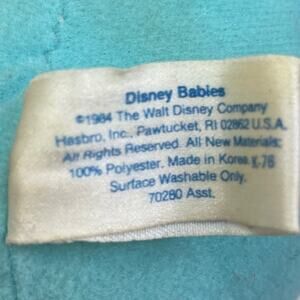 Disney Babies
©1984 The Walt Disney Company
Hasbro, Inc., Pawtucket, RI 02862 U.S.A.
All Rights Reserved. All New Materials:
100% Polyester. Made in Korea K-76
Surface Washable Only.
70280 Asst.